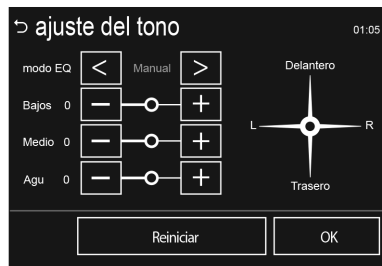 ajuste del tono 01:05
modo EQ < Manual > Delantero
Bajos 0 − +
L R
Medio 0 − +
Agu 0 − +
Trasero
Reiniciar OK